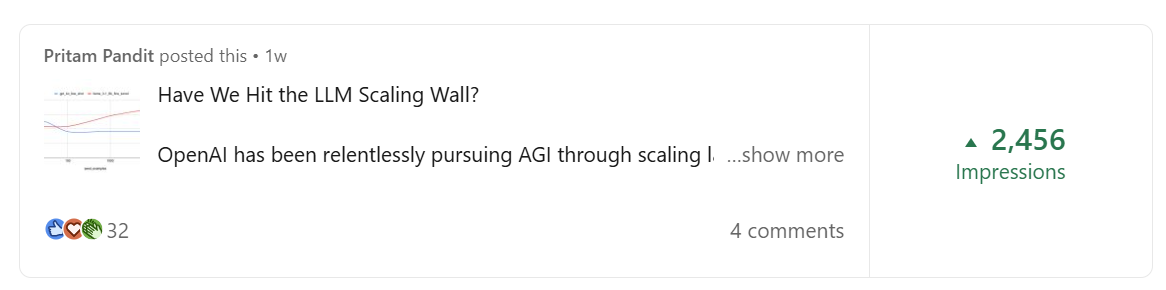 Pritam Pandit posted this • 1w
Have We Hit the LLM Scaling Wall?
OpenAI has been relentlessly pursuing AGI through scaling l ...show more
32
4 comments
▲ 2,456
Impressions